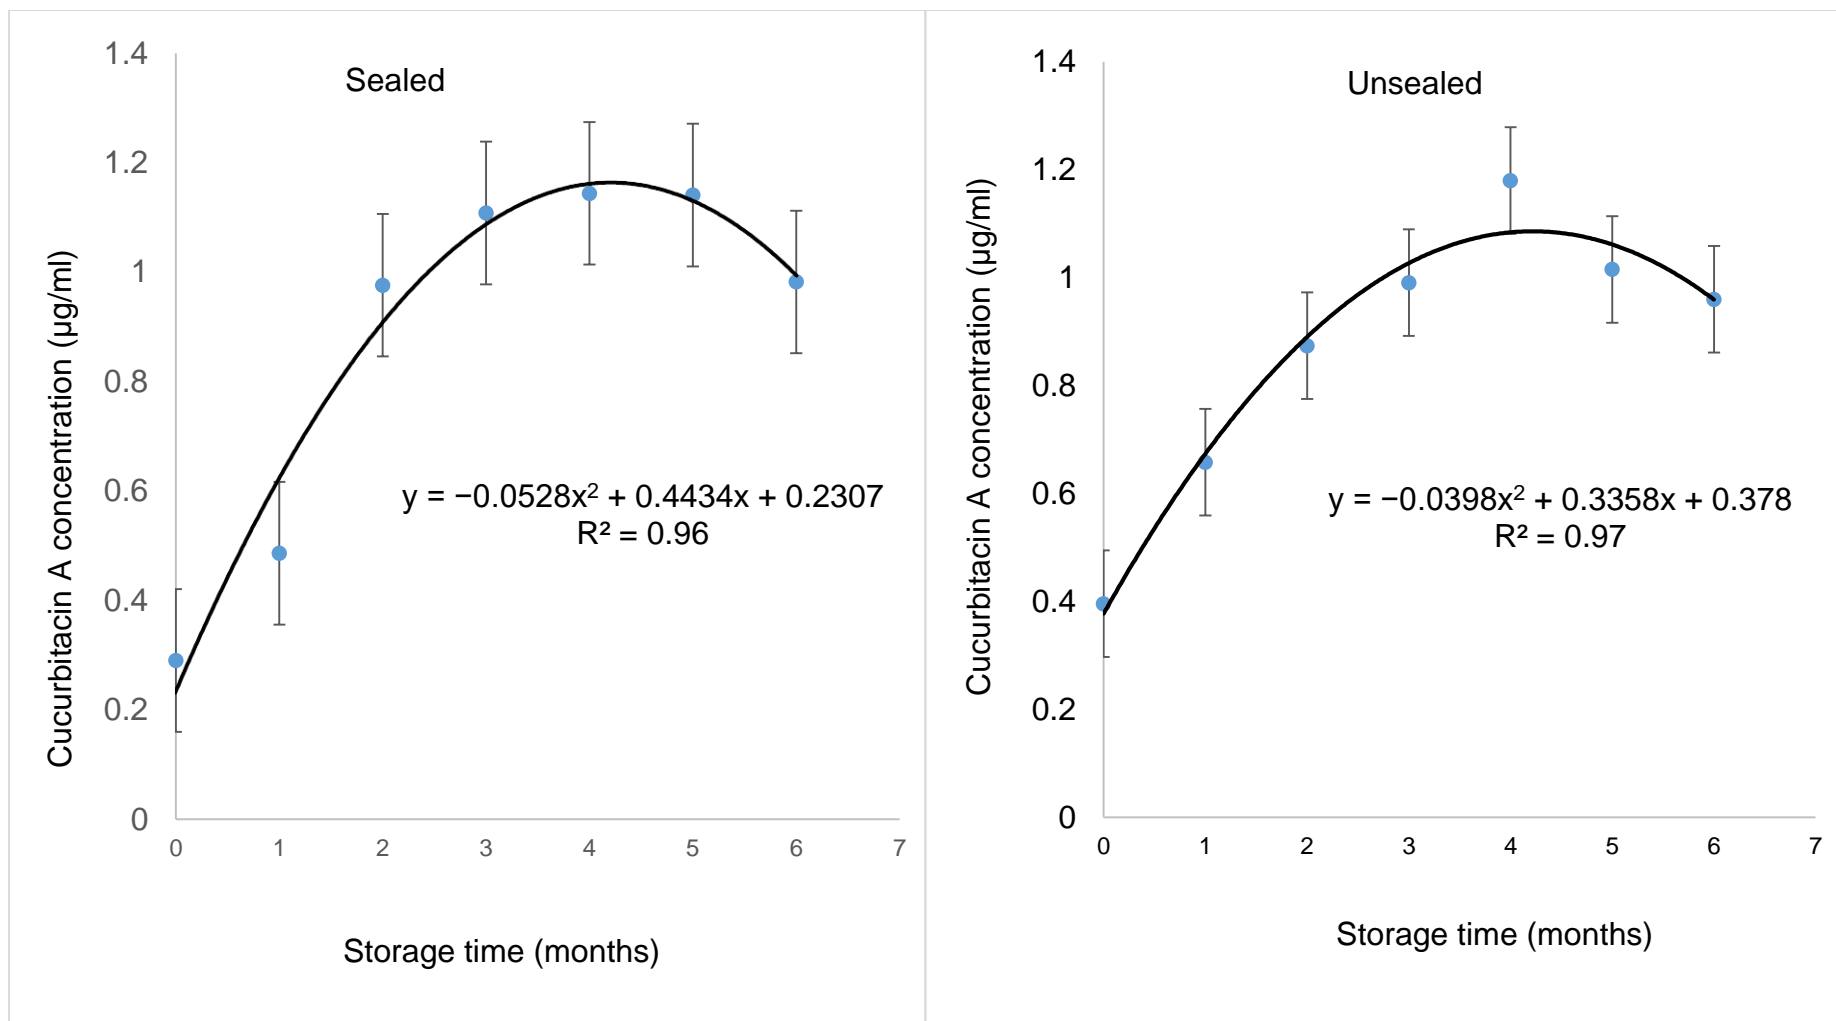 Sealed
Cucurbitacin A concentration (µg/ml)
1.4
1.2
1
0.8
0.6
0.4
0.2
0
y = −0.0528x² + 0.4434x + 0.2307
R² = 0.96
0 1 2 3 4 5 6 7
Storage time (months)
Unsealed
Cucurbitacin A concentration (µg/ml)
1.4
1.2
1
0.8
0.6
0.4
0.2
0
y = −0.0398x² + 0.3358x + 0.378
R² = 0.97
0 1 2 3 4 5 6 7
Storage time (months)